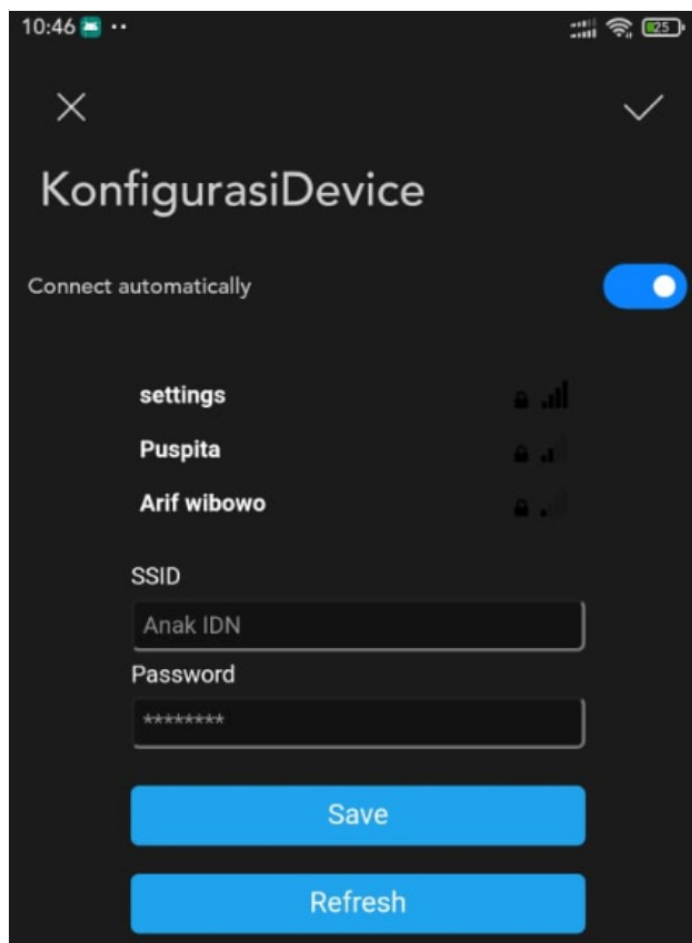 10:46 25
KonfigurasiDevice
Connect automatically
settings
Puspita
Arif wibowo
SSID
Anak IDN
Password
********
Save
Refresh